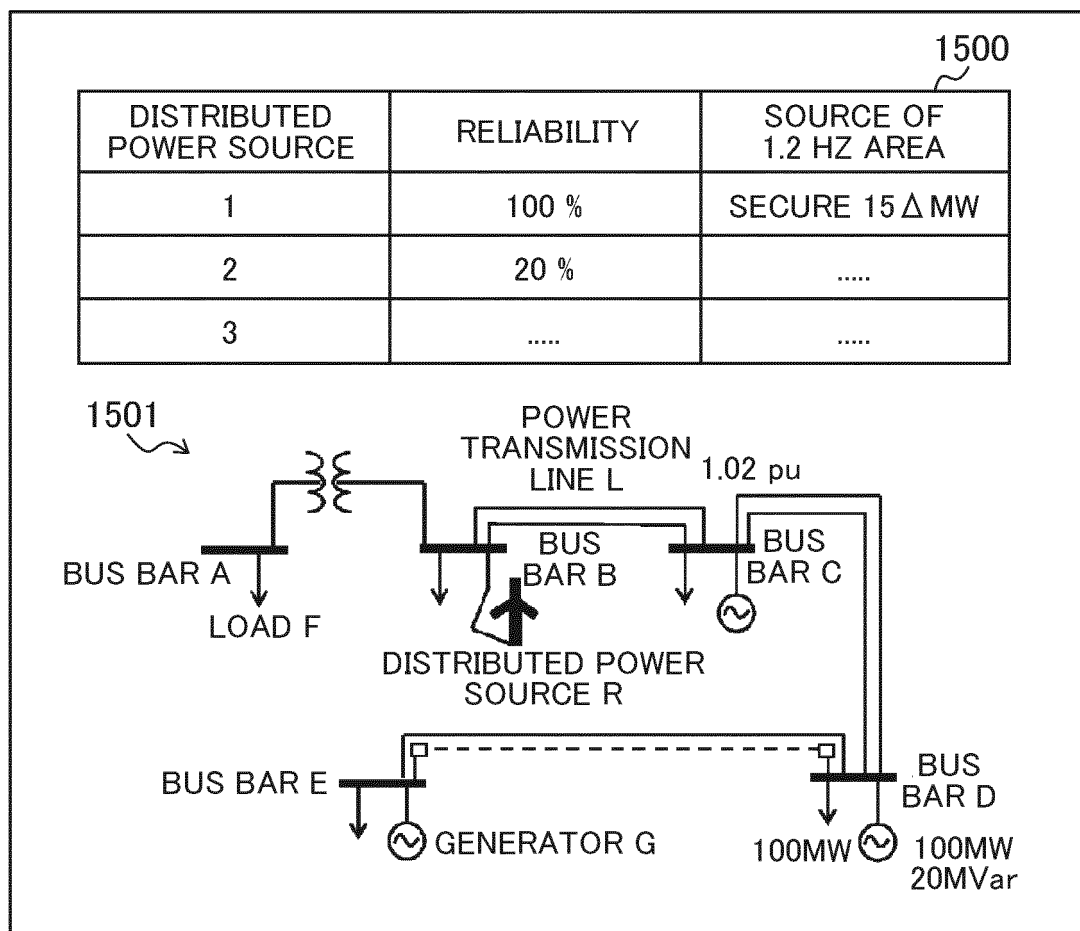 1500
DISTRIBUTED
POWER SOURCE
RELIABILITY
SOURCE OF
1.2 HZ AREA
1
100 %
SECURE 15 Δ MW
2
20 %
.....
3
.....
.....
1501
POWER
TRANSMISSION
LINE L
1.02 pu
BUS BAR A
LOAD F
BUS
BAR B
BUS
BAR C
DISTRIBUTED POWER
SOURCE R
BUS BAR E
GENERATOR G
BUS
BAR D
100MW
100MW
20MVar